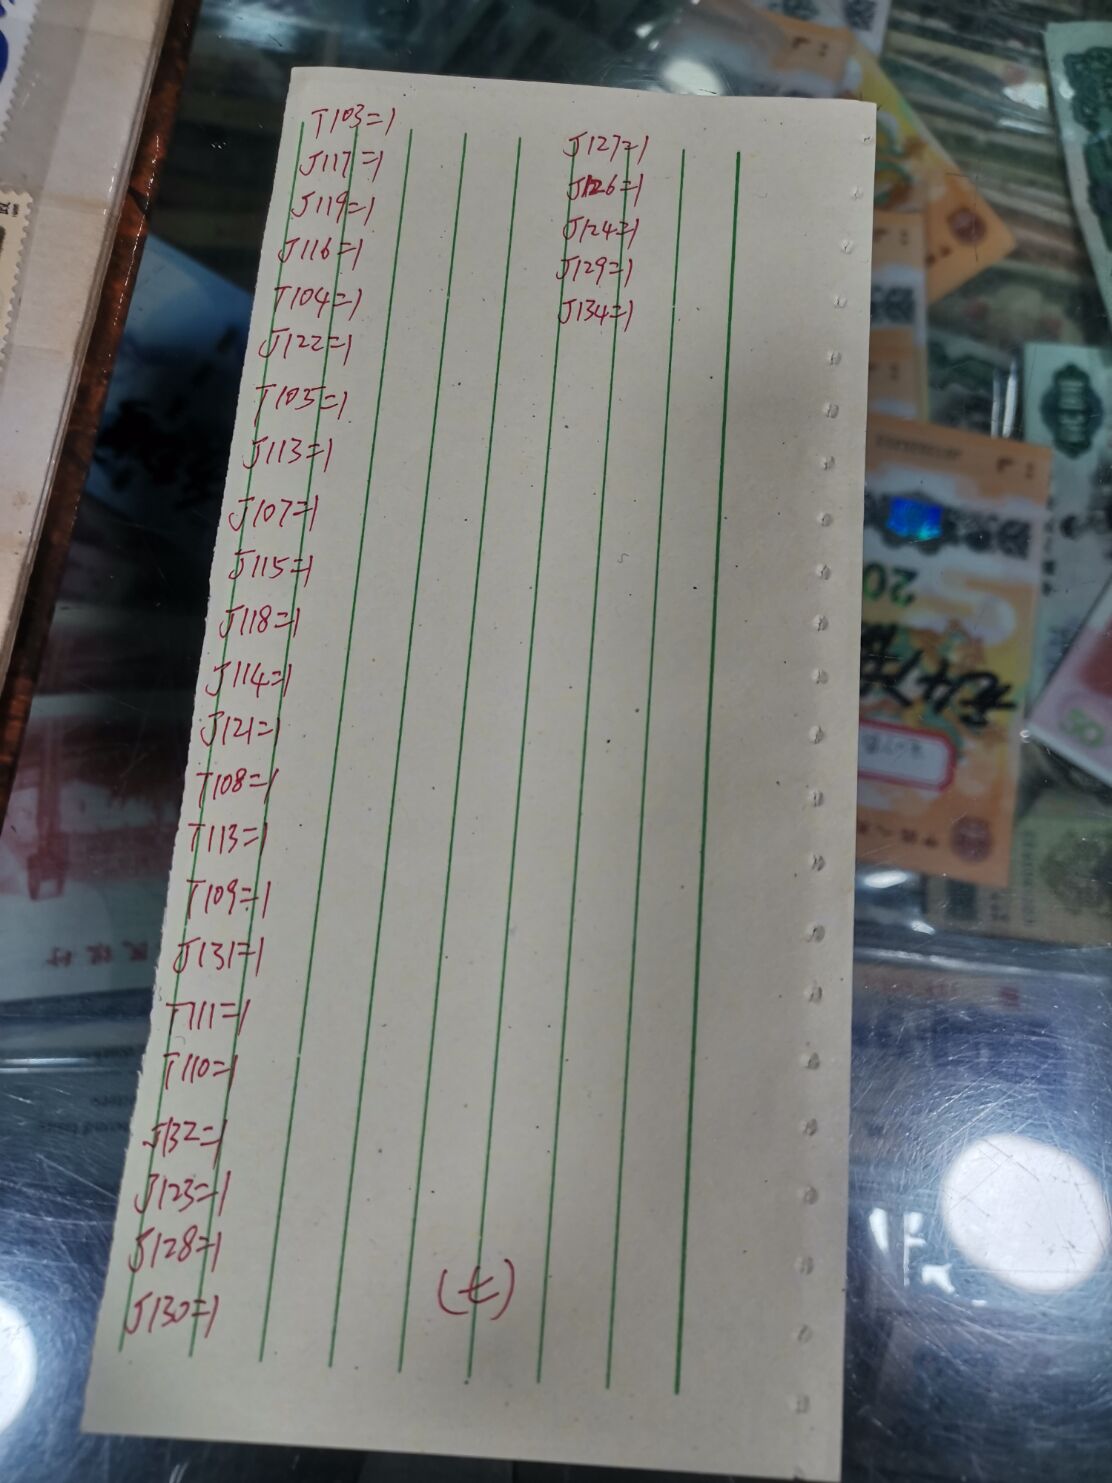 T103=1
J117=1
J119=1
J116=1
T104=1
J122=1
T105=1
J113=1
J107=1
J115=1
J118=1
J114=1
J121=1
T108=1
T113=1
T109=1
J131=1
T111=1
T110=1
J132=1
J123=1
J128=1
J130=1
J127=1
J126=1
J124=1
J129=1
J134=1
(七)
20